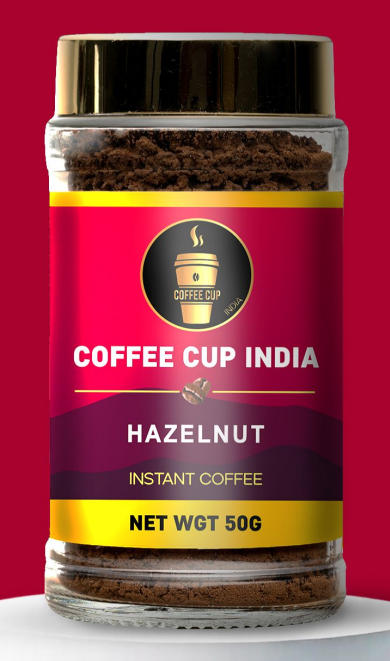 COFFEE CUP
INDIA
COFFEE CUP INDIA
HAZELNUT
INSTANT COFFEE
NET WGT 50G